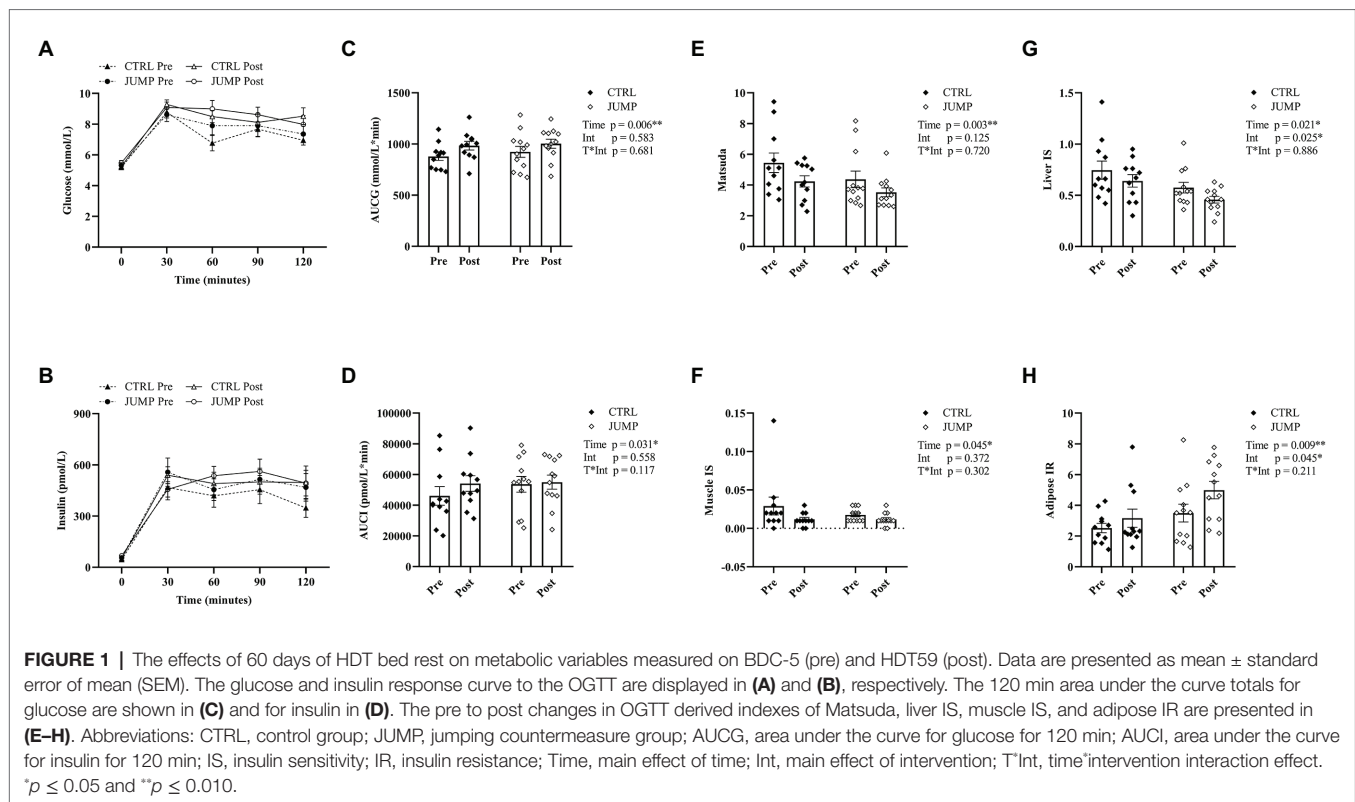 A
CTRL Pre
CTRL Post
JUMP Pre
JUMP Post
Glucose (mmol/L)
10
8
6
4
2
0
0 30 60 90 120
Time (minutes)
C
CTRL
JUMP
Time p = 0.006**
Int p = 0.583
T*Int p = 0.681
AUCG (mmol/L*min)
1500
1000
500
0
Pre Post Pre Post
E
CTRL
JUMP
Time p = 0.003**
Int p = 0.125
T*Int p = 0.720
Matsuda
10
8
6
4
2
0
Pre Post Pre Post
G
CTRL
JUMP
Time p = 0.021*
Int p = 0.025*
T*Int p = 0.886
Liver IS
1.5
1.0
0.5
0.0
Pre Post Pre Post
B
CTRL Pre
CTRL Post
JUMP Pre
JUMP Post
Insulin (pmol/L)
900
600
300
0
0 30 60 90 120
Time (minutes)
D
CTRL
JUMP
Time p = 0.031*
Int p = 0.558
T*Int p = 0.117
AUCI (pmol/L*min)
100000
80000
60000
40000
20000
0
Pre Post Pre Post
F
CTRL
JUMP
Time p = 0.045*
Int p = 0.372
T*Int p = 0.302
Muscle IS
0.15
0.10
0.05
0.00
-0.05
Pre Post Pre Post
H
CTRL
JUMP
Time p = 0.009**
Int p = 0.045*
T*Int p = 0.211
Adipose IR
10
8
6
4
2
0
Pre Post Pre Post
FIGURE 1 | The effects of 60 days of HDT bed rest on metabolic variables measured on BDC-5 (pre) and HDT59 (post). Data are presented as mean ± standard
error of mean (SEM). The glucose and insulin response curve to the OGTT are displayed in (A) and (B), respectively. The 120 min area under the curve totals for
glucose are shown in (C) and for insulin in (D). The pre to post changes in OGTT derived indexes of Matsuda, liver IS, muscle IS, and adipose IR are presented in
(E–H). Abbreviations: CTRL, control group; JUMP, jumping countermeasure group; AUCG, area under the curve for glucose for 120 min; AUCI, area under the curve
for insulin for 120 min; IS, insulin sensitivity; IR, insulin resistance; Time, main effect of time; Int, main effect of intervention; T*Int, time*intervention interaction effect.
*p ≤ 0.05 and **p ≤ 0.010.